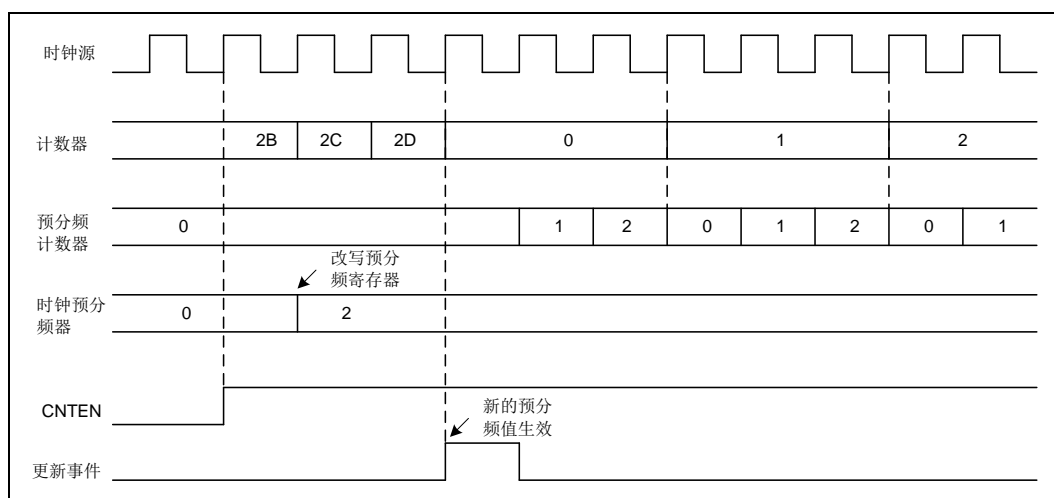 时钟源
计数器
2B 2C 2D 0 1 2
预分频
计数器
0 1 2 0 1 2 0 1
改写预分
频寄存器
时钟预分
频器
0 2
CNTEN
新的预分
频值生效
更新事件